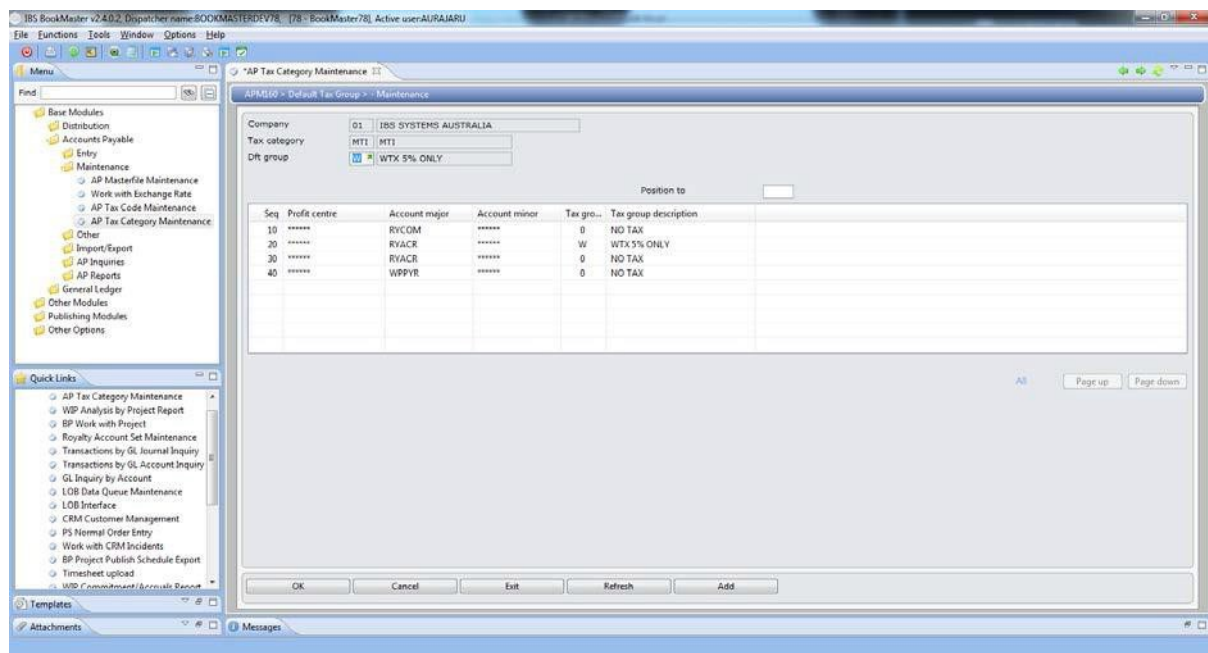 IBS BookMaster v2.4.0.2, Dispatcher name:BOOKMASTERDEV78, [78 - BookMaster78], Active user:AURAJARU
File Functions Tools Window Options Help
Menu
Find
Base Modules
Distribution
Accounts Payable
Entry
Maintenance
AP Masterfile Maintenance
Work with Exchange Rate
AP Tax Code Maintenance
AP Tax Category Maintenance
Other
Import/Export
AP Inquiries
AP Reports
General Ledger
Other Modules
Publishing Modules
Other Options
Quick Links
AP Tax Category Maintenance
WIP Analysis by Project Report
BP Work with Project
Royalty Account Set Maintenance
Transactions by GL Journal Inquiry
Transactions by GL Account Inquiry
GL Inquiry by Account
LOB Data Queue Maintenance
LOB Interface
CRM Customer Management
PS Normal Order Entry
Work with CRM Incidents
BP Project Publish Schedule Export
Timesheet upload
WIP Commitment/Accruals Report
Templates
Attachments
*AP Tax Category Maintenance
APM160 > Default Tax Group > - Maintenance
Company 01 IBS SYSTEMS AUSTRALIA
Tax category MTI MTI
Dft group W WTX 5% ONLY
Position to
Seq Profit centre Account major Account minor Tax gro... Tax group description
10 ****** RYCOM ****** 0 NO TAX
20 ****** RYACR ****** W WTX 5% ONLY
30 ****** RYACR ****** 0 NO TAX
40 ****** WPPYR ****** 0 NO TAX
All Page up Page down
OK Cancel Exit Refresh Add
Messages